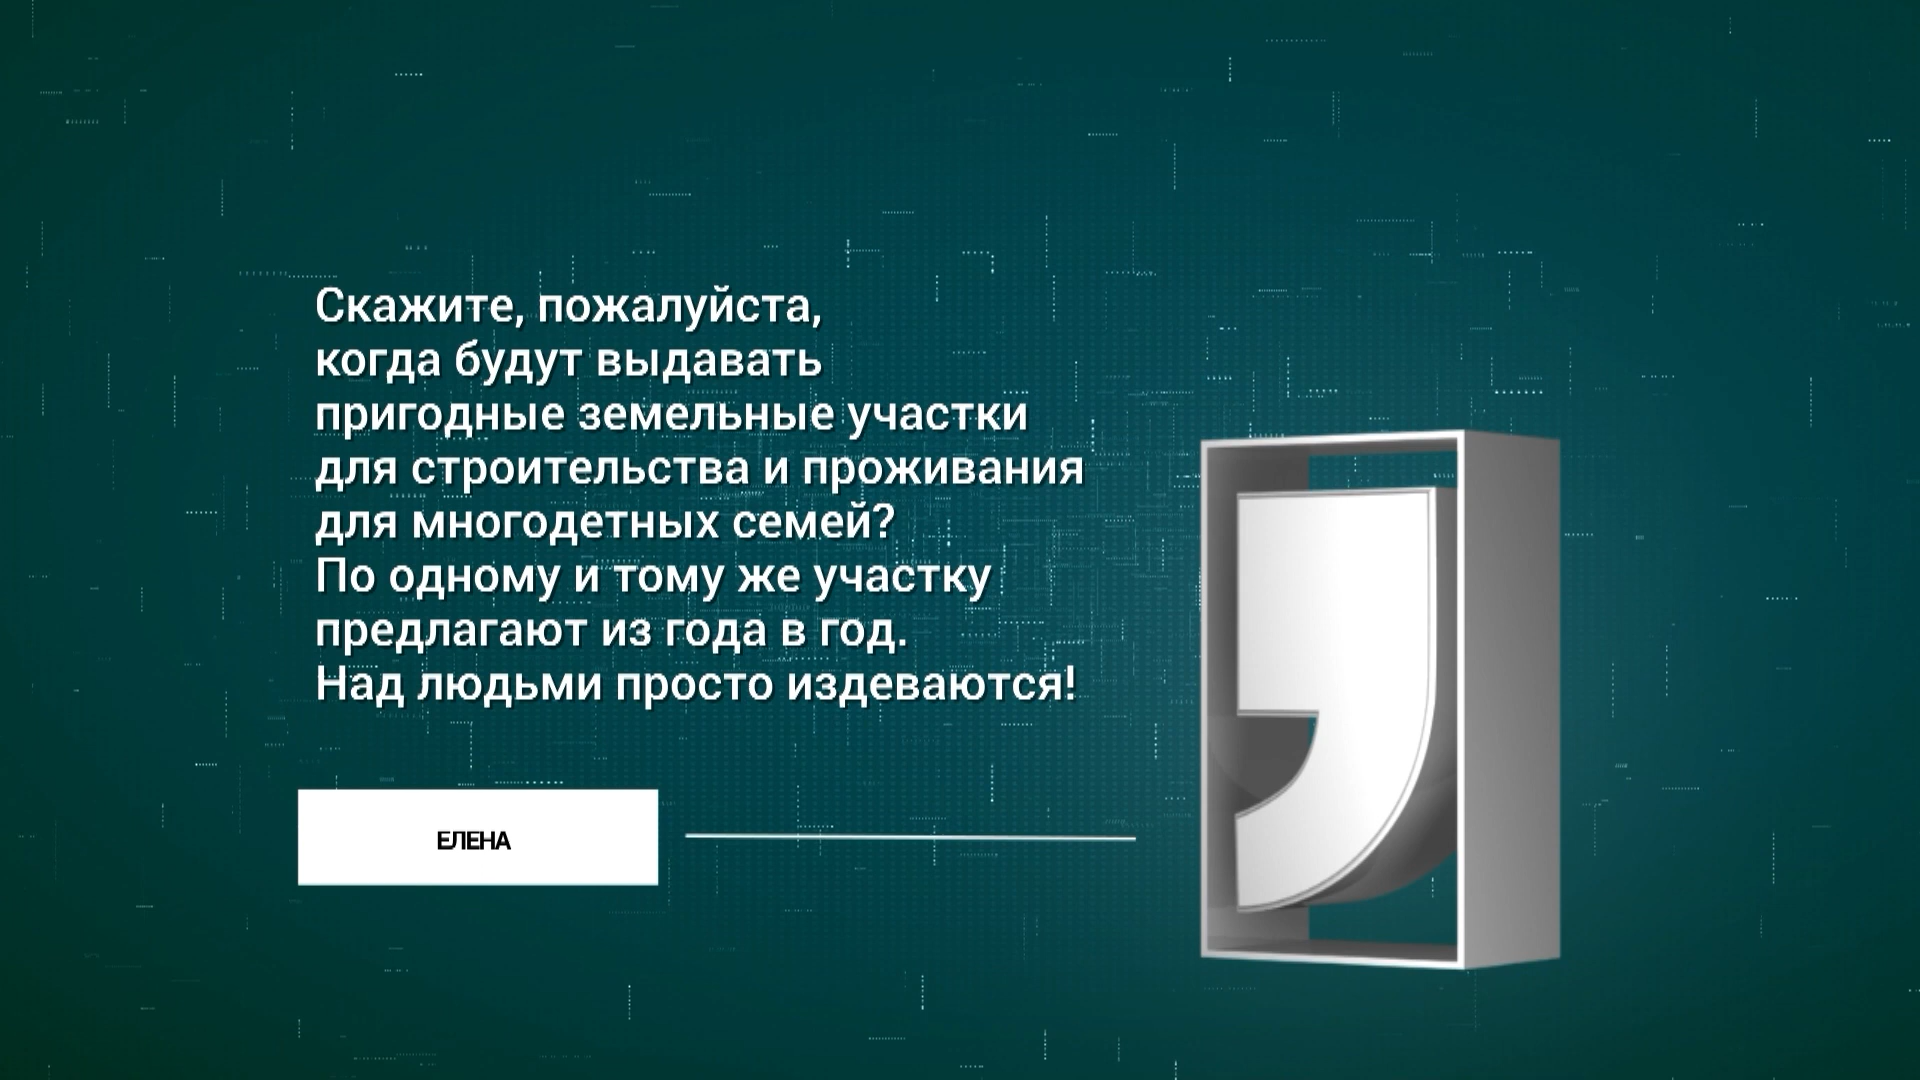 Скажите, пожалуйста,
когда будут выдавать
пригодные земельные участки
для строительства и проживания
для многодетных семей?
По одному и тому же участку
предлагают из года в год.
Над людьми просто издеваются!
ЕЛЕНА